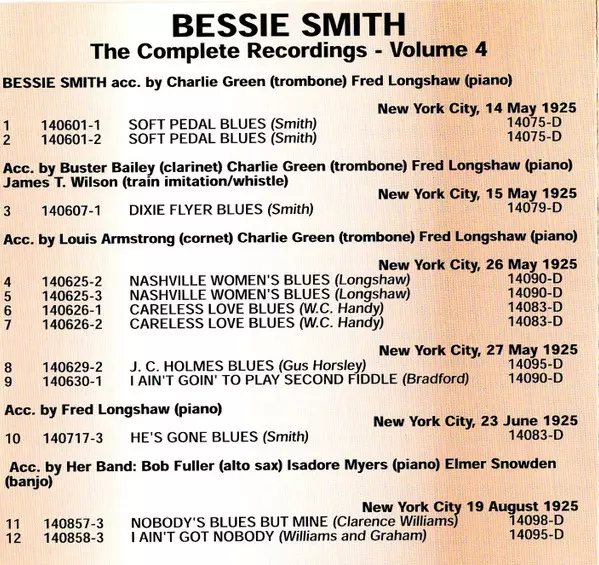 BESSIE SMITH
The Complete Recordings - Volume 4
BESSIE SMITH acc. by Charlie Green (trombone) Fred Longshaw (piano)
New York City, 14 May 1925
1 140601-1 SOFT PEDAL BLUES (Smith) 14075-D
2 140601-2 SOFT PEDAL BLUES (Smith) 14075-D
Acc. by Buster Bailey (clarinet) Charlie Green (trombone) Fred Longshaw (piano)
James T. Wilson (train imitation/whistle)
New York City, 15 May 1925
3 140607-1 DIXIE FLYER BLUES (Smith) 14079-D
Acc. by Louis Armstrong (cornet) Charlie Green (trombone) Fred Longshaw (piano)
New York City, 26 May 1925
4 140625-2 NASHVILLE WOMEN'S BLUES (Longshaw) 14090-D
5 140625-3 NASHVILLE WOMEN'S BLUES (Longshaw) 14090-D
6 140626-1 CARELESS LOVE BLUES (W.C. Handy) 14083-D
7 140626-2 CARELESS LOVE BLUES (W.C. Handy) 14083-D
New York City, 27 May 1925
8 140629-2 J. C. HOLMES BLUES (Gus Horsley) 14095-D
9 140630-1 I AIN'T GOIN' TO PLAY SECOND FIDDLE (Bradford) 14090-D
Acc. by Fred Longshaw (piano)
New York City, 23 June 1925
10 140717-3 HE'S GONE BLUES (Smith) 14083-D
Acc. by Her Band: Bob Fuller (alto sax) Isadore Myers (piano) Elmer Snowden
(banjo)
New York City 19 August 1925
11 140857-3 NOBODY'S BLUES BUT MINE (Clarence Williams) 14098-D
12 140858-3 I AIN'T GOT NOBODY (Williams and Graham) 14095-D